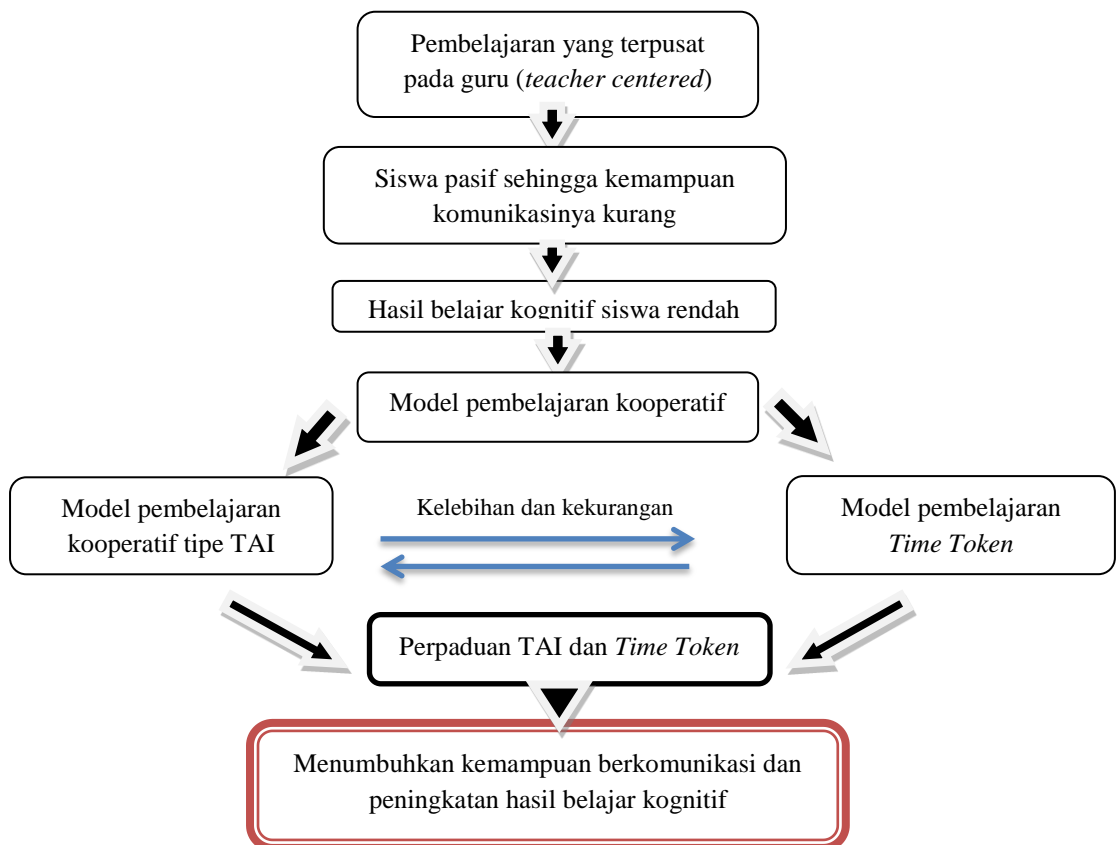 Pembelajaran yang terpusat
pada guru (teacher centered)
Siswa pasif sehingga kemampuan
komunikasinya kurang
Hasil belajar kognitif siswa rendah
Model pembelajaran kooperatif
Model pembelajaran
kooperatif tipe TAI
Kelebihan dan kekurangan
Model pembelajaran
Time Token
Perpaduan TAI dan Time Token
Menumbuhkan kemampuan berkomunikasi dan
peningkatan hasil belajar kognitif